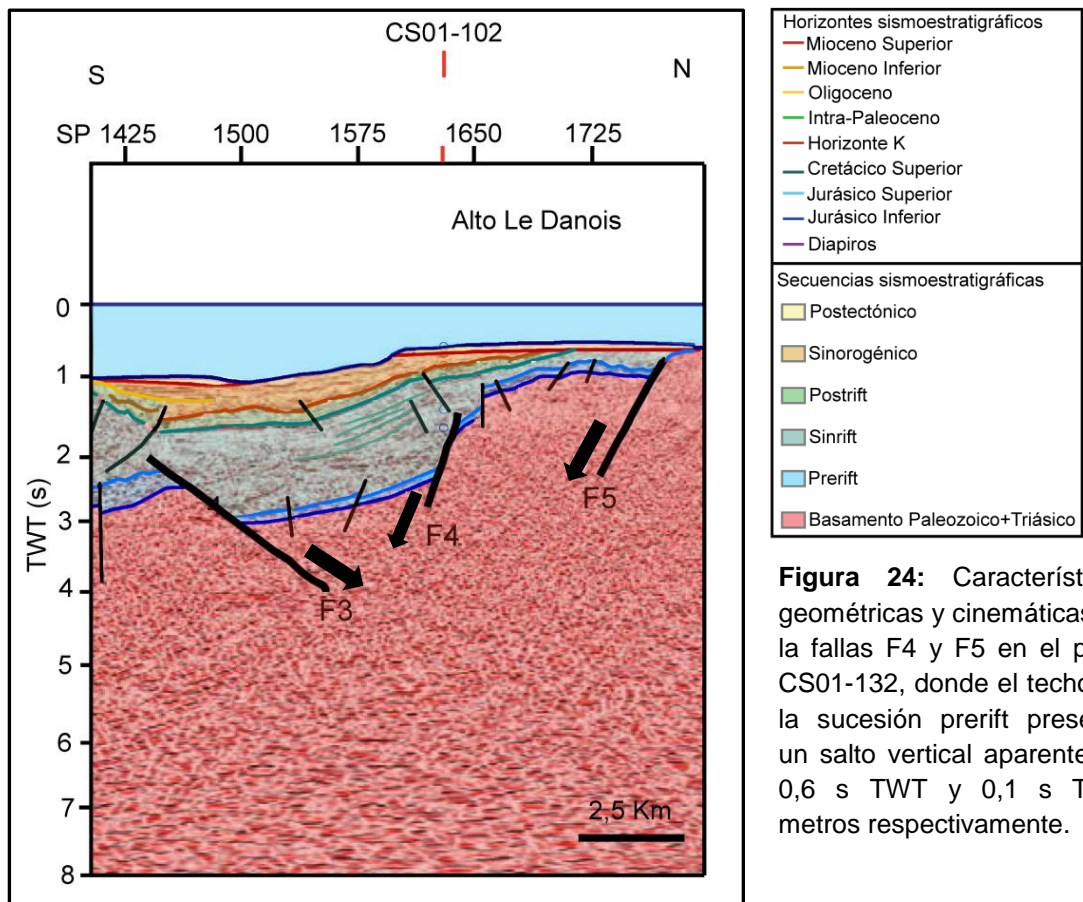 CS01-102
S
N
SP 1425 1500 1575 1650 1725
Alto Le Danois
0
1
2
3
4
5
6
7
8
TWT (s)
F3
F4
F5
2,5 Km
Horizontes sismoestratigráficos
Mioceno Superior
Mioceno Inferior
Oligoceno
Intra-Paleoceno
Horizonte K
Cretácico Superior
Jurásico Superior
Jurásico Inferior
Diapiros
Secuencias sismoestratigráficas
Postectónico
Sinorogénico
Postrift
Sinrift
Prerift
Basamento Paleozoico+Triásico
Figura 24: Característ
geométricas y cinemáticas
la fallas F4 y F5 en el p
CS01-132, donde el techo
la sucesión prerift prese
un salto vertical aparente
0,6 s TWT y 0,1 s T
metros respectivamente.